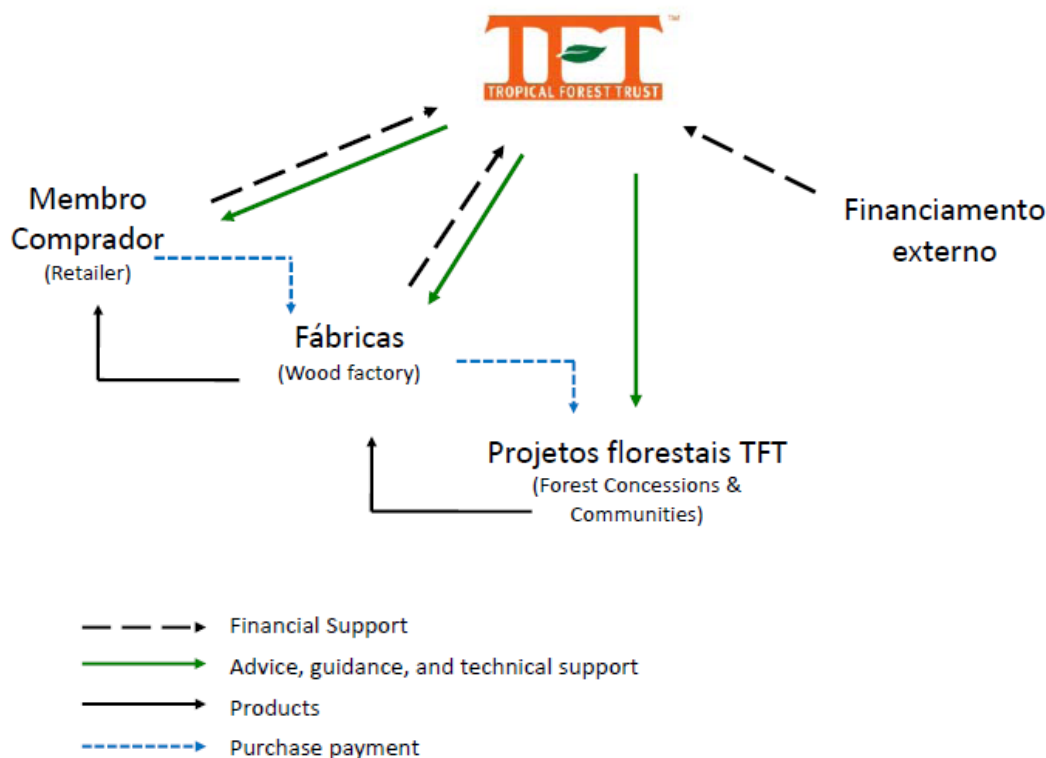 TFT™
TROPICAL FOREST TRUST
Membro
Comprador
(Retailer)
Financiamento
externo
Fábricas
(Wood factory)
Projetos florestais TFT
(Forest Concessions &
Communities)
Financial Support
Advice, guidance, and technical support
Products
Purchase payment